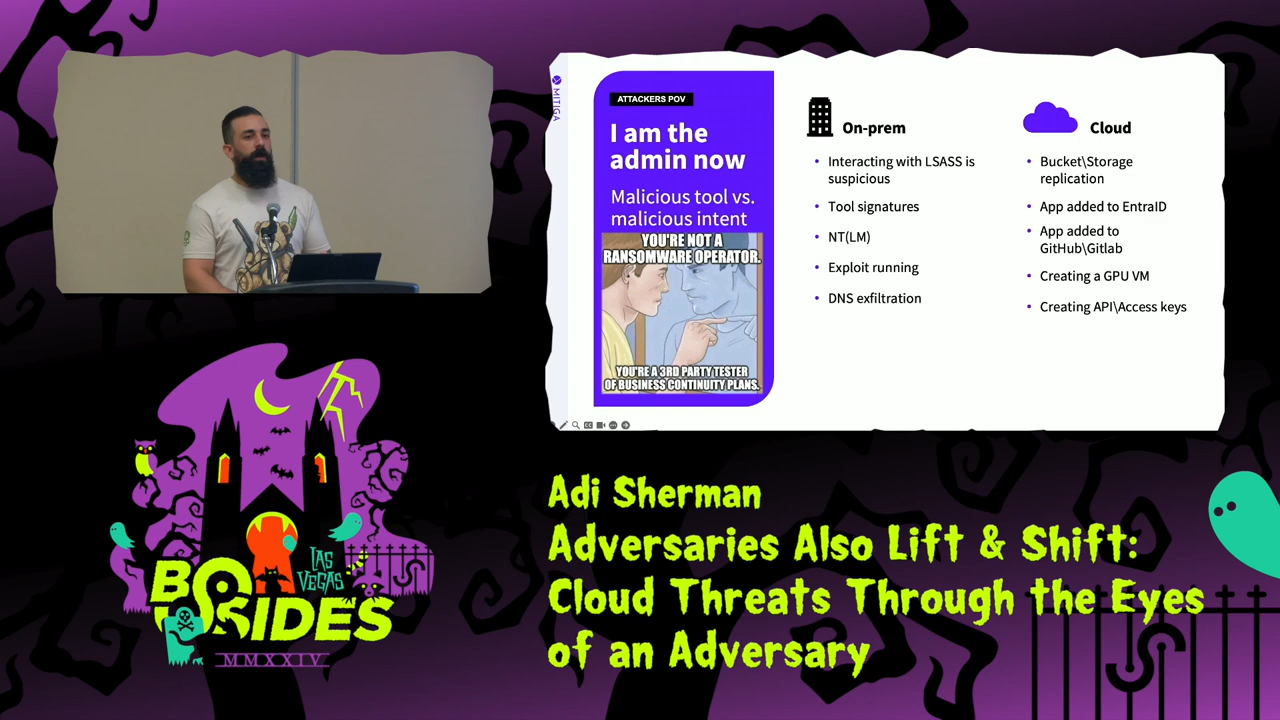 MITIGA
ATTACKERS POV
I am the
admin now
Malicious tool vs.
malicious intent
YOU'RE NOT A
RANSOMWARE OPERATOR.
YOU'RE A 3RD PARTY TESTER
OF BUSINESS CONTINUITY PLANS.
On-prem
• Interacting with LSASS is
suspicious
• Tool signatures
• NT(LM)
• Exploit running
• DNS exfiltration
Cloud
• Bucket\Storage
replication
• App added to EntraID
• App added to
GitHub\Gitlab
• Creating a GPU VM
• Creating API\Access keys
LAS
VEGAS
BSIDES
MMXXIV
Adi Sherman
Adversaries Also Lift & Shift:
Cloud Threats Through the Eyes
of an Adversary